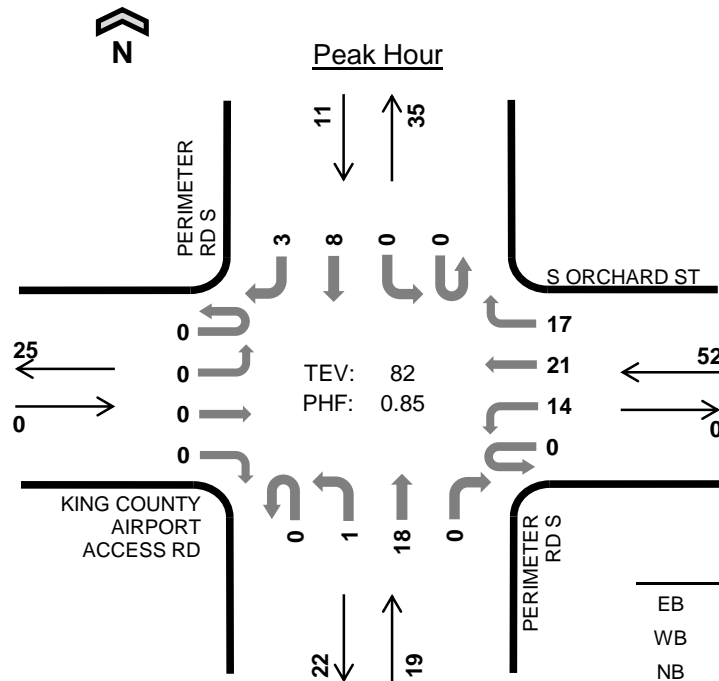 N
Peak Hour
11
35
PERIMETER
RD S
3
8
0
0
S ORCHARD ST
0
17
25
0
TEV: 82
21
52
0
PHF: 0.85
14
0
0
0
0
KING COUNTY
AIRPORT
ACCESS RD
0
1
18
0
PERIMETER
RD S
22
19
EB
WB
NB